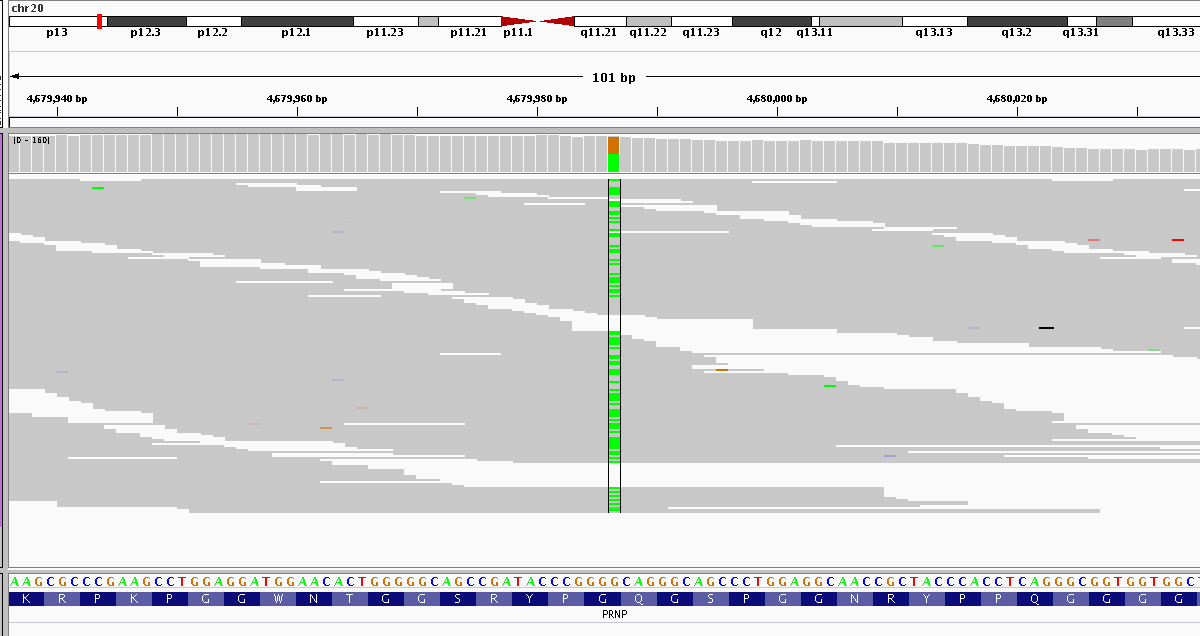 chr20
p13 p12.3 p12.2 p12.1 p11.23 p11.21 p11.1 q11.21 q11.22 q11.23 q12 q13.11 q13.13 q13.2 q13.31 q13.33
101 bp
4,679,940 bp 4,679,960 bp 4,679,980 bp 4,680,000 bp 4,680,020 bp
[0 - 160]
AAGCGCCCGAAGCCTGGAGGATGGAACACTGGGGGCAGCCGATACCCGGGGCAGGGCAGCCCTGGAGGCAACCGCTACCCACCTCAGGGCGGTGGTGGC
K R P K P G G W N T G G S R Y P G Q G S P G G N R Y P P Q G G G G
PRNP